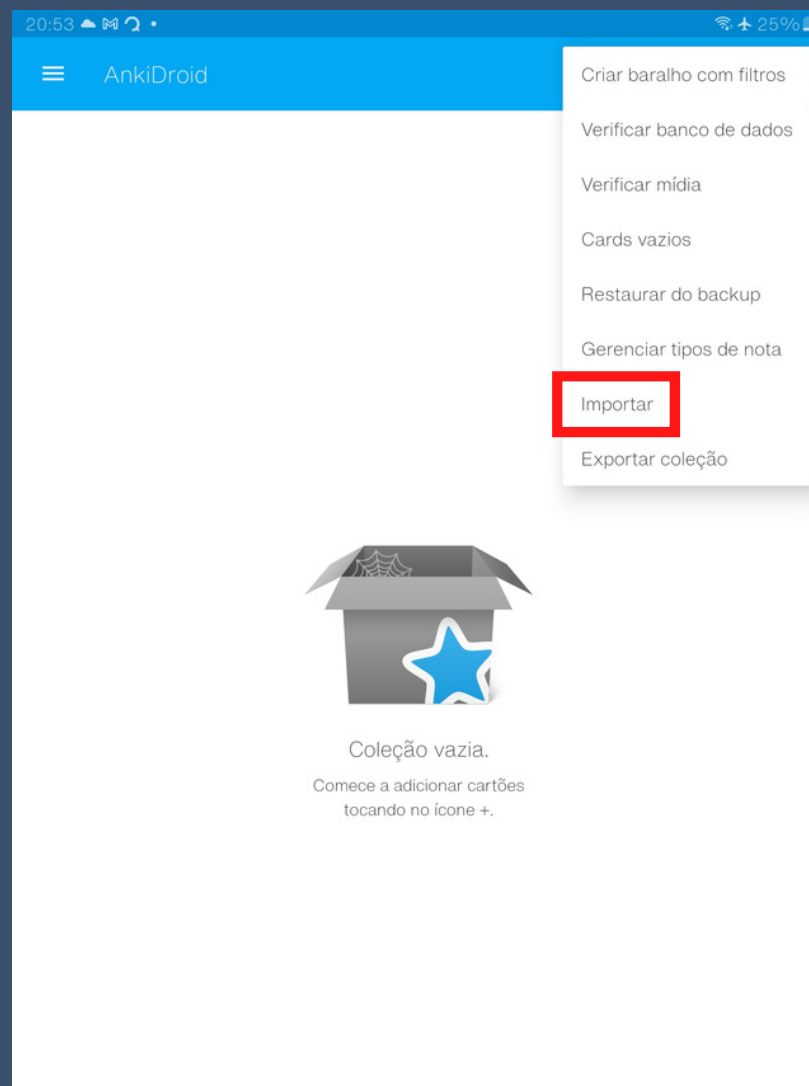 20:53
25%
AnkiDroid
Criar baralho com filtros
Verificar banco de dados
Verificar mídia
Cards vazios
Restaurar do backup
Gerenciar tipos de nota
Importar
Exportar coleção
Coleção vazia.
Comece a adicionar cartões
tocando no ícone +.